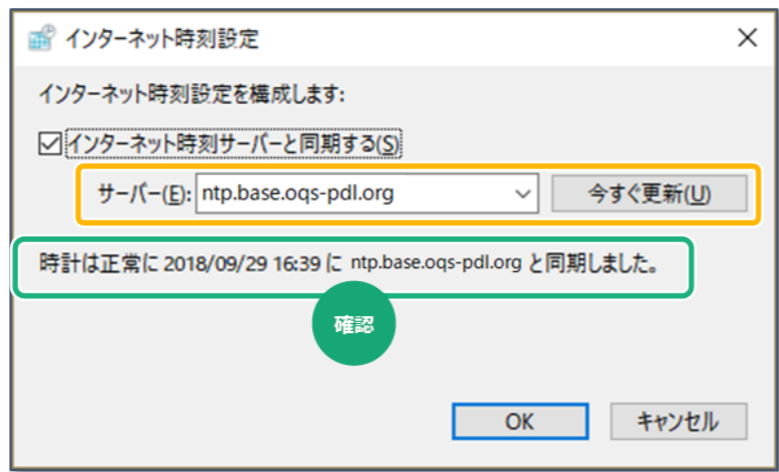 インターネット時刻設定
インターネット時刻設定を構成します:
インターネット時刻サーバーと同期する(S)
サーバー(E): ntp.base.oqs-pdl.org 今すぐ更新(U)
時計は正常に 2018/09/29 16:39 に ntp.base.oqs-pdl.org と同期しました。
確認
OK キャンセル